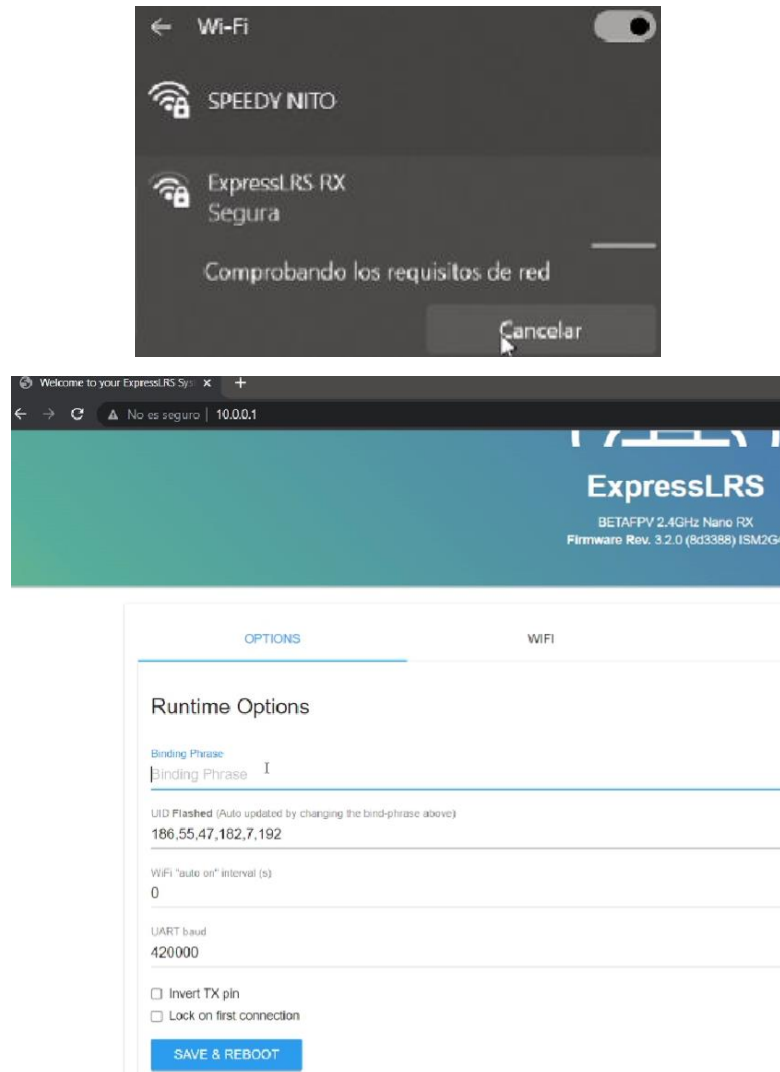 ← Wi-Fi
SPEEDY NITO
ExpressLRS RX
Segura
Comprobando los requisitos de red
Cancelar
Welcome to your ExpressLRS Sys × +
← → C No es seguro | 10.0.0.1
ExpressLRS
BETAFPV 2.4GHz Nano RX
Firmware Rev. 3.2.0 (8d3388) ISM2G
OPTIONS WIFI
Runtime Options
Binding Phrase
Binding Phrase
UID Flashed (Auto updated by changing the bind-phrase above)
186,55,47,182,7,192
WiFi "auto on" interval (s)
0
UART baud
420000
Invert TX pin
Lock on first connection
SAVE & REBOOT